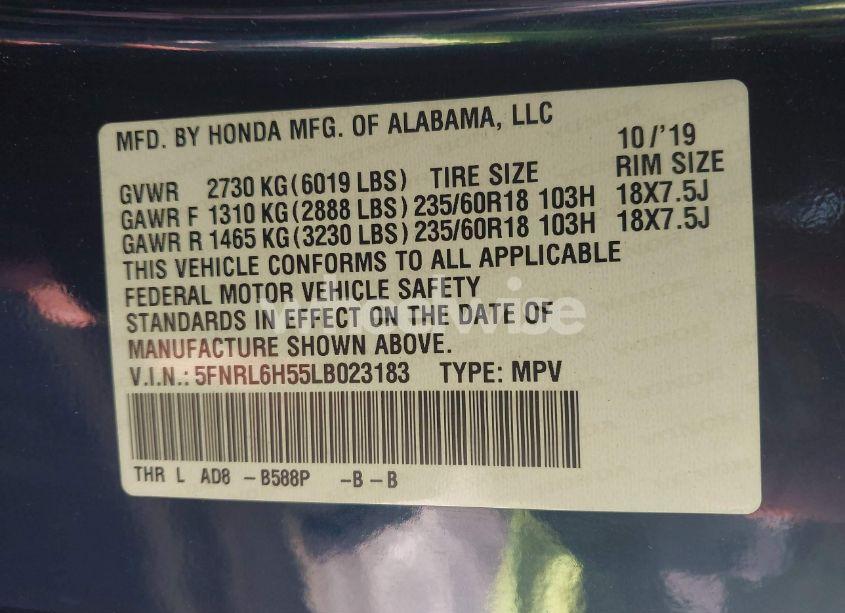 MFD. BY HONDA MFG. OF ALABAMA, LLC 10/'19
GVWR 2730 KG(6019 LBS) TIRE SIZE RIM SIZE
GAWR F 1310 KG(2888 LBS) 235/60R18 103H 18X7.5J
GAWR R 1465 KG(3230 LBS) 235/60R18 103H 18X7.5J
THIS VEHICLE CONFORMS TO ALL APPLICABLE
FEDERAL MOTOR VEHICLE SAFETY
STANDARDS IN EFFECT ON THE DATE OF
MANUFACTURE SHOWN ABOVE.
V.I.N.: 5FNRL6H55LB023183 TYPE: MPV
THR L AD8 -B588P -B-B